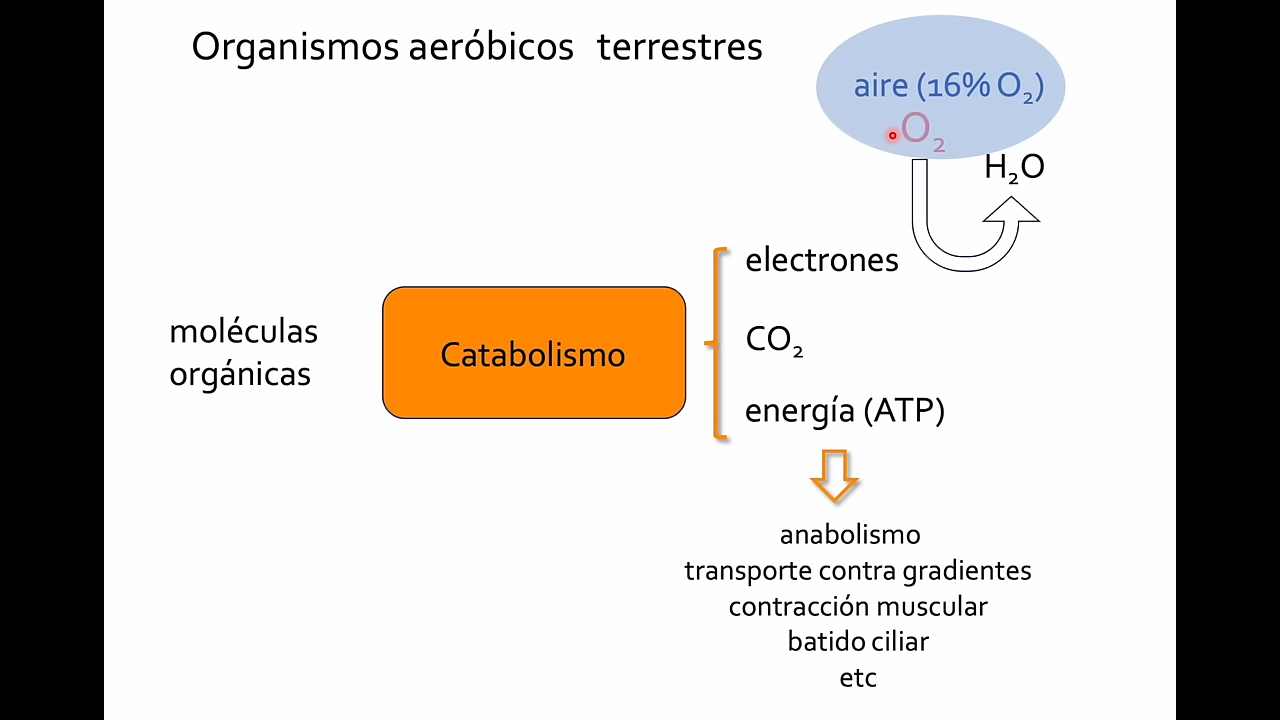 Organismos aeróbicos terrestres
aire (16% O₂)
O₂
H₂O
electrones
moléculas
orgánicas
Catabolismo
CO₂
energía (ATP)
anabolismo
transporte contra gradientes
contracción muscular
batido ciliar
etc